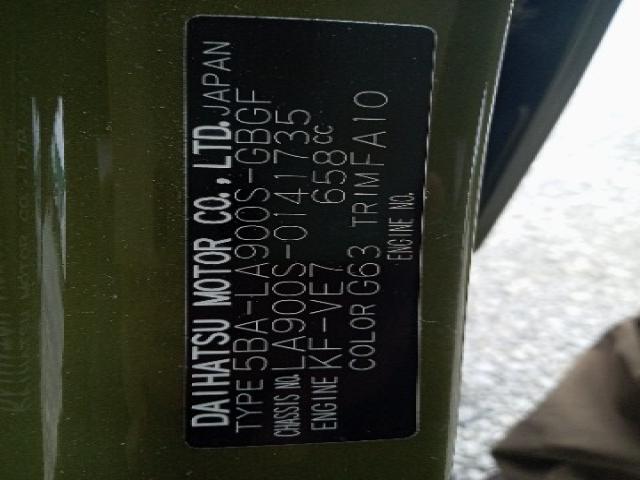 DAIHATSU MOTOR CO., LTD. JAPAN
TYPE 5BA-LA900S-GBGF
CHASSIS NO. LA900S-0141735
ENGINE KF-VE7 658cc
COLOR G63 TRIM FA10
ENGINE NO.